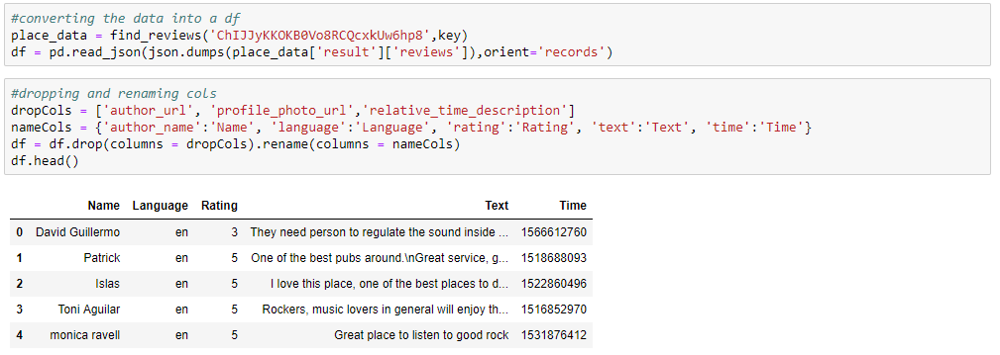 #converting the data into a df
place_data = find_reviews('ChIJJyKKOKB0Vo8RCQcxkUw6hp8',key)
df = pd.read_json(json.dumps(place_data['result']['reviews']),orient='records')
#dropping and renaming cols
dropCols = ['author_url', 'profile_photo_url','relative_time_description']
nameCols = {'author_name':'Name', 'language':'Language', 'rating':'Rating', 'text':'Text', 'time':'Time'}
df = df.drop(columns = dropCols).rename(columns = nameCols)
df.head()
Name Language Rating Text Time
0 David Guillermo en 3 They need person to regulate the sound inside ... 1566612760
1 Patrick en 5 One of the best pubs around.\nGreat service, g... 1518688093
2 Islas en 5 I love this place, one of the best places to d... 1522860496
3 Toni Aguilar en 5 Rockers, music lovers in general will enjoy th... 1516852970
4 monica ravell en 5 Great place to listen to good rock 1531876412